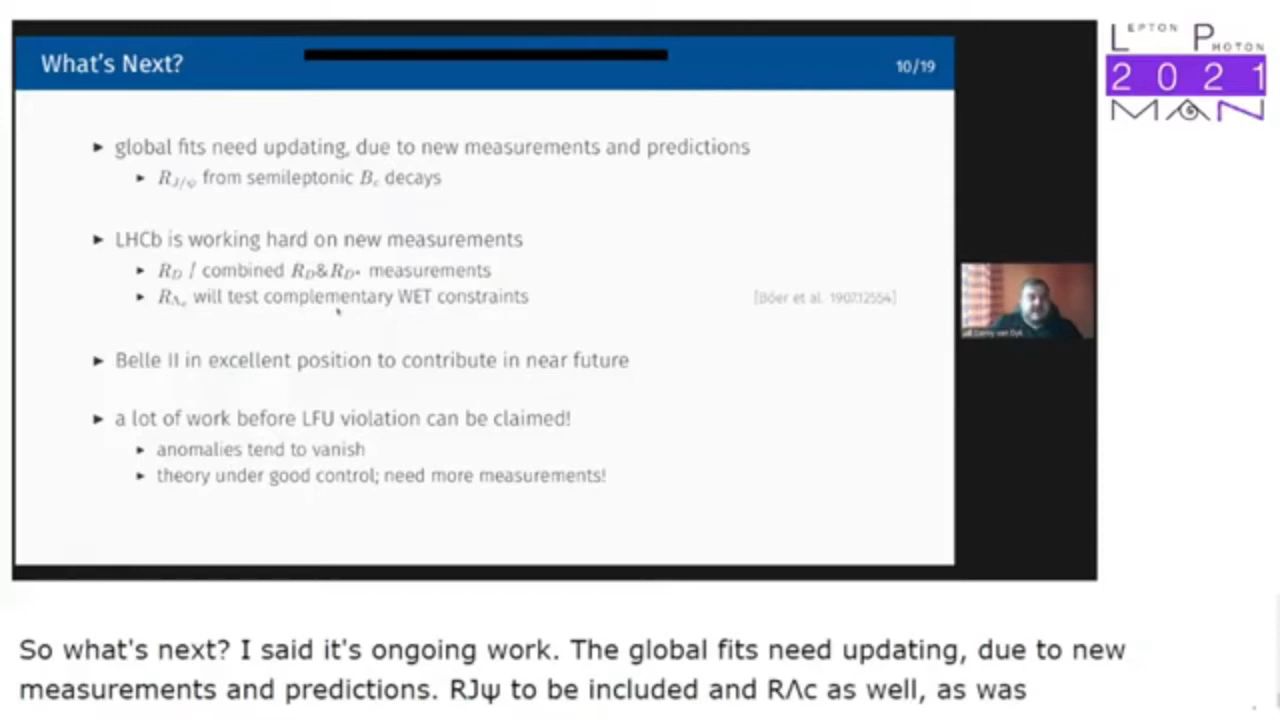 What's Next?
10/19
► global fits need updating, due to new measurements and predictions
► R_{J/ψ} from semileptonic B_c decays
► LHCb is working hard on new measurements
► R_D / combined R_D&R_{D*} measurements
► R_{Λc} will test complementary WET constraints
[Böer et al. 1907.12554]
► Belle II in excellent position to contribute in near future
► a lot of work before LFU violation can be claimed!
► anomalies tend to vanish
► theory under good control; need more measurements!
LEPTON PHOTON
2021
MAN
So what's next? I said it's ongoing work. The global fits need updating, due to new
measurements and predictions. RJψ to be included and RΛc as well, as was